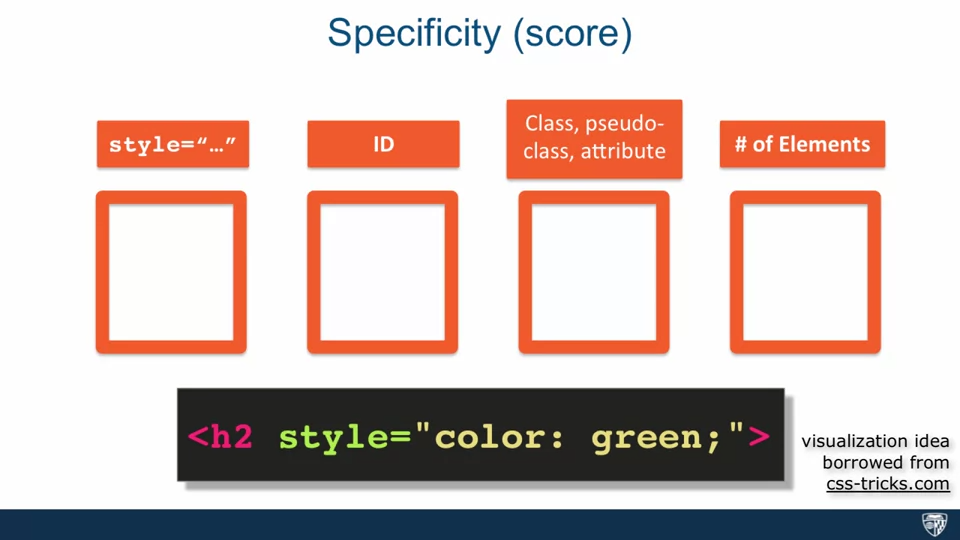 Specificity (score)
style=“…”
ID
Class, pseudo-
class, attribute
# of Elements
<h2 style="color: green;">
visualization idea
borrowed from
css-tricks.com